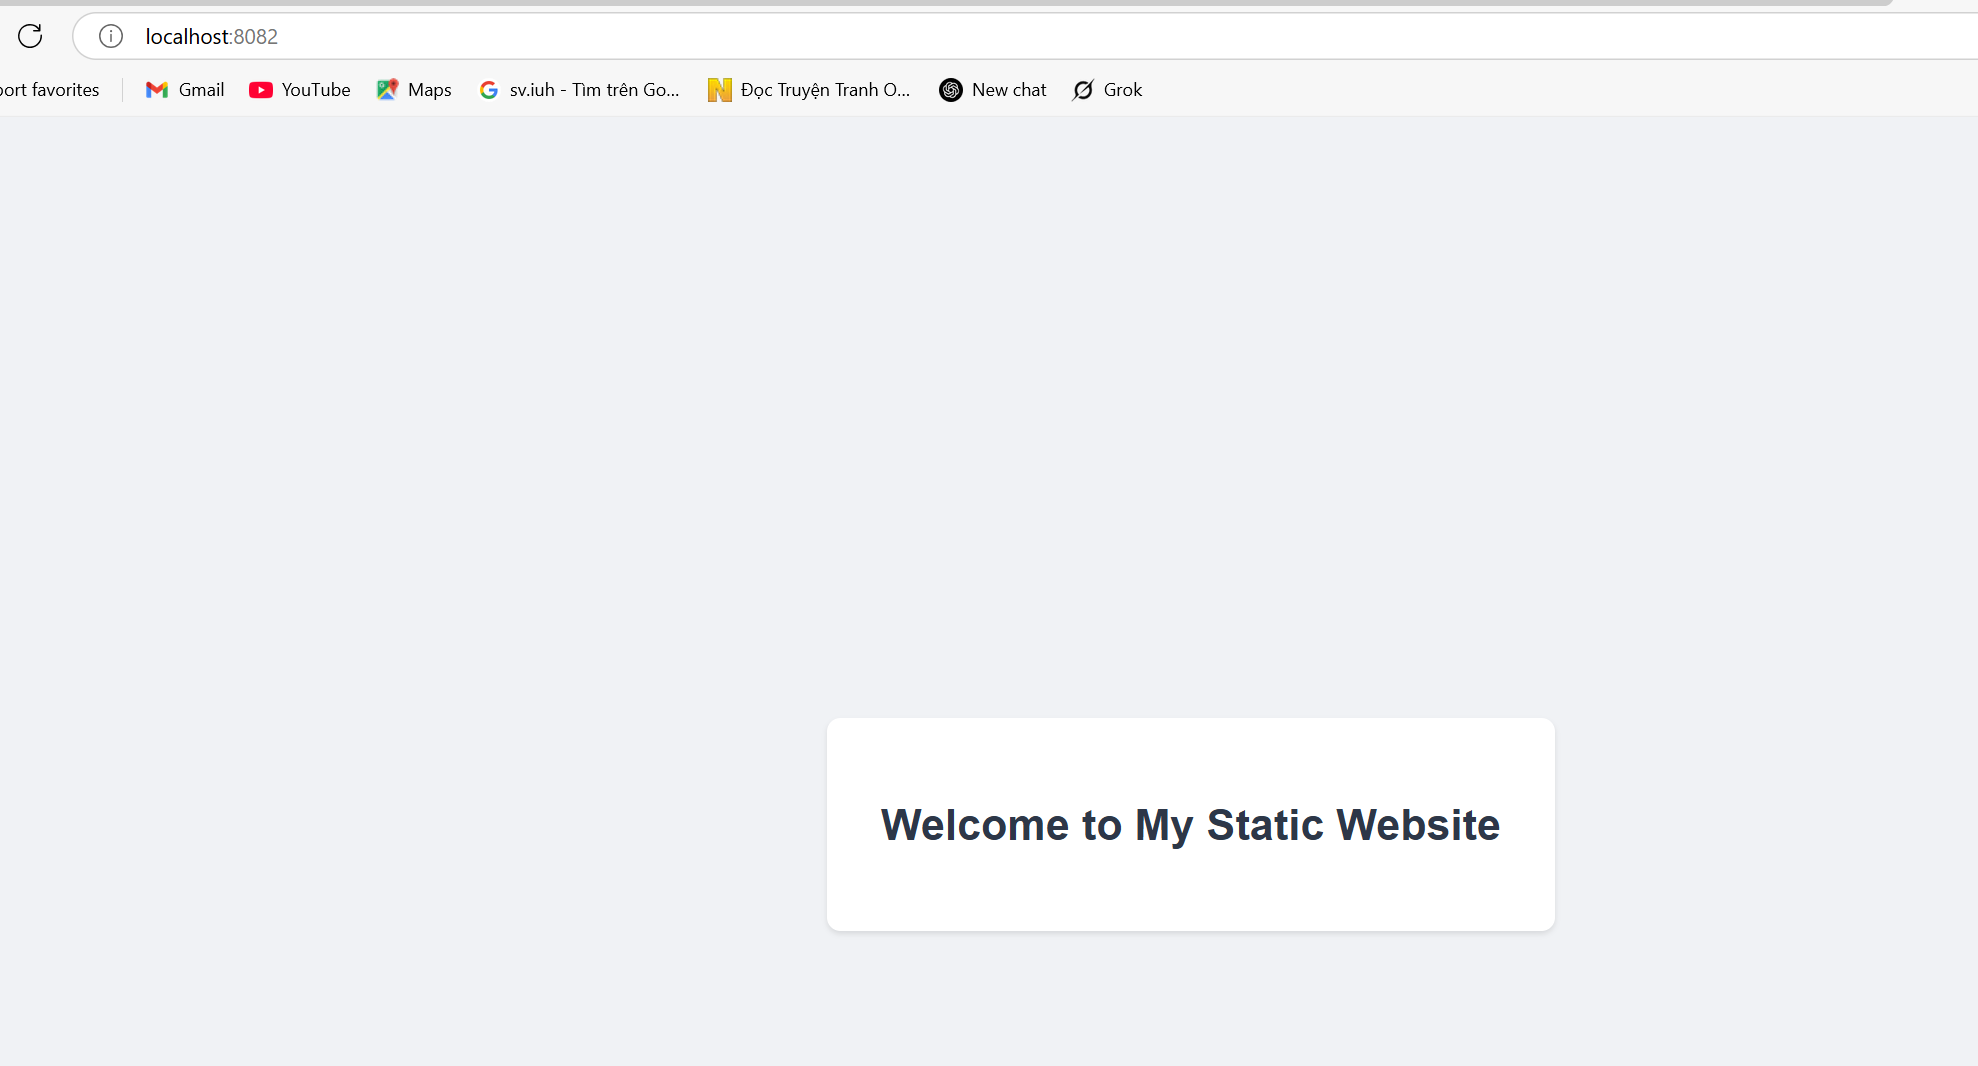 localhost:8082
ort favorites
Gmail
YouTube
Maps
sv.iuh - Tìm trên Go...
Đọc Truyện Tranh O...
New chat
Grok
Welcome to My Static Website